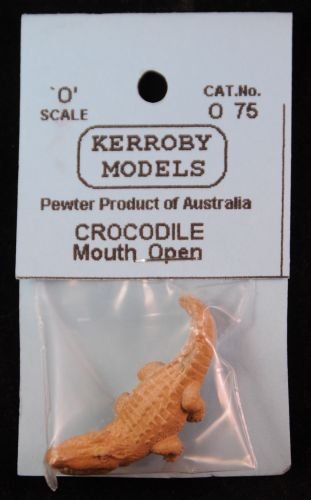 `O' CAT.No.
SCALE O 75
KERROBY
MODELS
Pewter Product of Australia
CROCODILE
Mouth Open